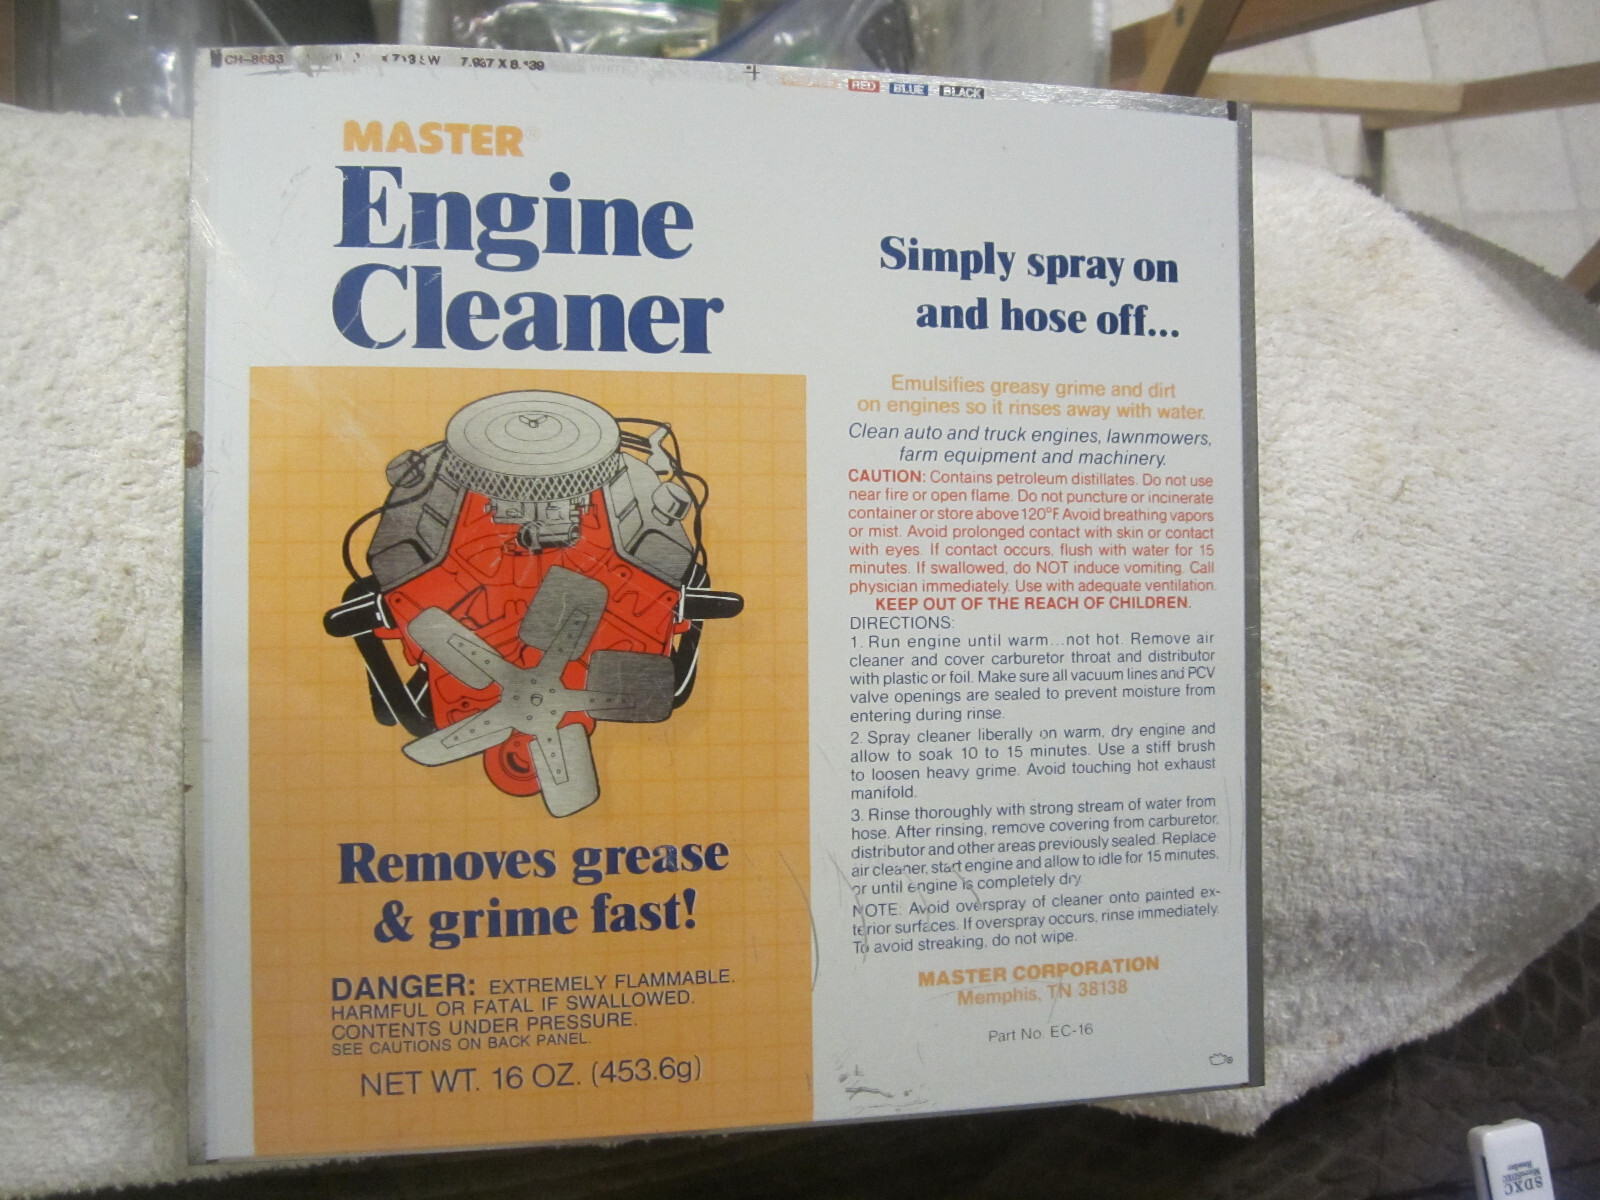 CH-8683
7.937 X 8.
RED BLUE BLACK
MASTER®
Engine
Cleaner
Removes grease
& grime fast!
DANGER: EXTREMELY FLAMMABLE.
HARMFUL OR FATAL IF SWALLOWED.
CONTENTS UNDER PRESSURE.
SEE CAUTIONS ON BACK PANEL.
NET WT. 16 OZ. (453.6g)
Simply spray on
and hose off...
Emulsifies greasy grime and dirt
on engines so it rinses away with water.
Clean auto and truck engines, lawnmowers,
farm equipment and machinery.
CAUTION: Contains petroleum distillates. Do not use
near fire or open flame. Do not puncture or incinerate
container or store above 120°F. Avoid breathing vapors
or mist. Avoid prolonged contact with skin or contact
with eyes. If contact occurs, flush with water for 15
minutes. If swallowed, do NOT induce vomiting. Call
physician immediately. Use with adequate ventilation.
KEEP OUT OF THE REACH OF CHILDREN.
DIRECTIONS:
1. Run engine until warm...not hot. Remove air
cleaner and cover carburetor throat and distributor
with plastic or foil. Make sure all vacuum lines and PCV
valve openings are sealed to prevent moisture from
entering during rinse.
2. Spray cleaner liberally on warm, dry engine and
allow to soak 10 to 15 minutes. Use a stiff brush
to loosen heavy grime. Avoid touching hot exhaust
manifold.
3. Rinse thoroughly with strong stream of water from
hose. After rinsing, remove covering from carburetor,
distributor and other areas previously sealed. Replace
air cleaner, start engine and allow to idle for 15 minutes,
or until engine is completely dry.
NOTE: Avoid overspray of cleaner onto painted ex-
terior surfaces. If overspray occurs, rinse immediately.
To avoid streaking, do not wipe.
MASTER CORPORATION
Memphis, TN 38138
Part No. EC-16
SDXC
MicroSDXC
Reader